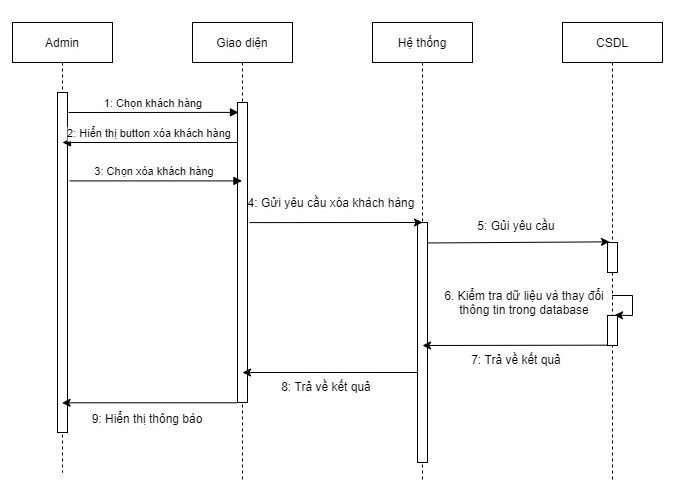 Admin
Giao diện
Hệ thống
CSDL
1: Chọn khách hàng
2: Hiển thị button xóa khách hàng
3: Chọn xóa khách hàng
4: Gửi yêu cầu xóa khách hàng
5: Gủi yêu cầu
6. Kiểm tra dữ liệu và thay đổi
thông tin trong database
7: Trả về kết quả
8: Trả về kết quả
9: Hiển thị thông báo